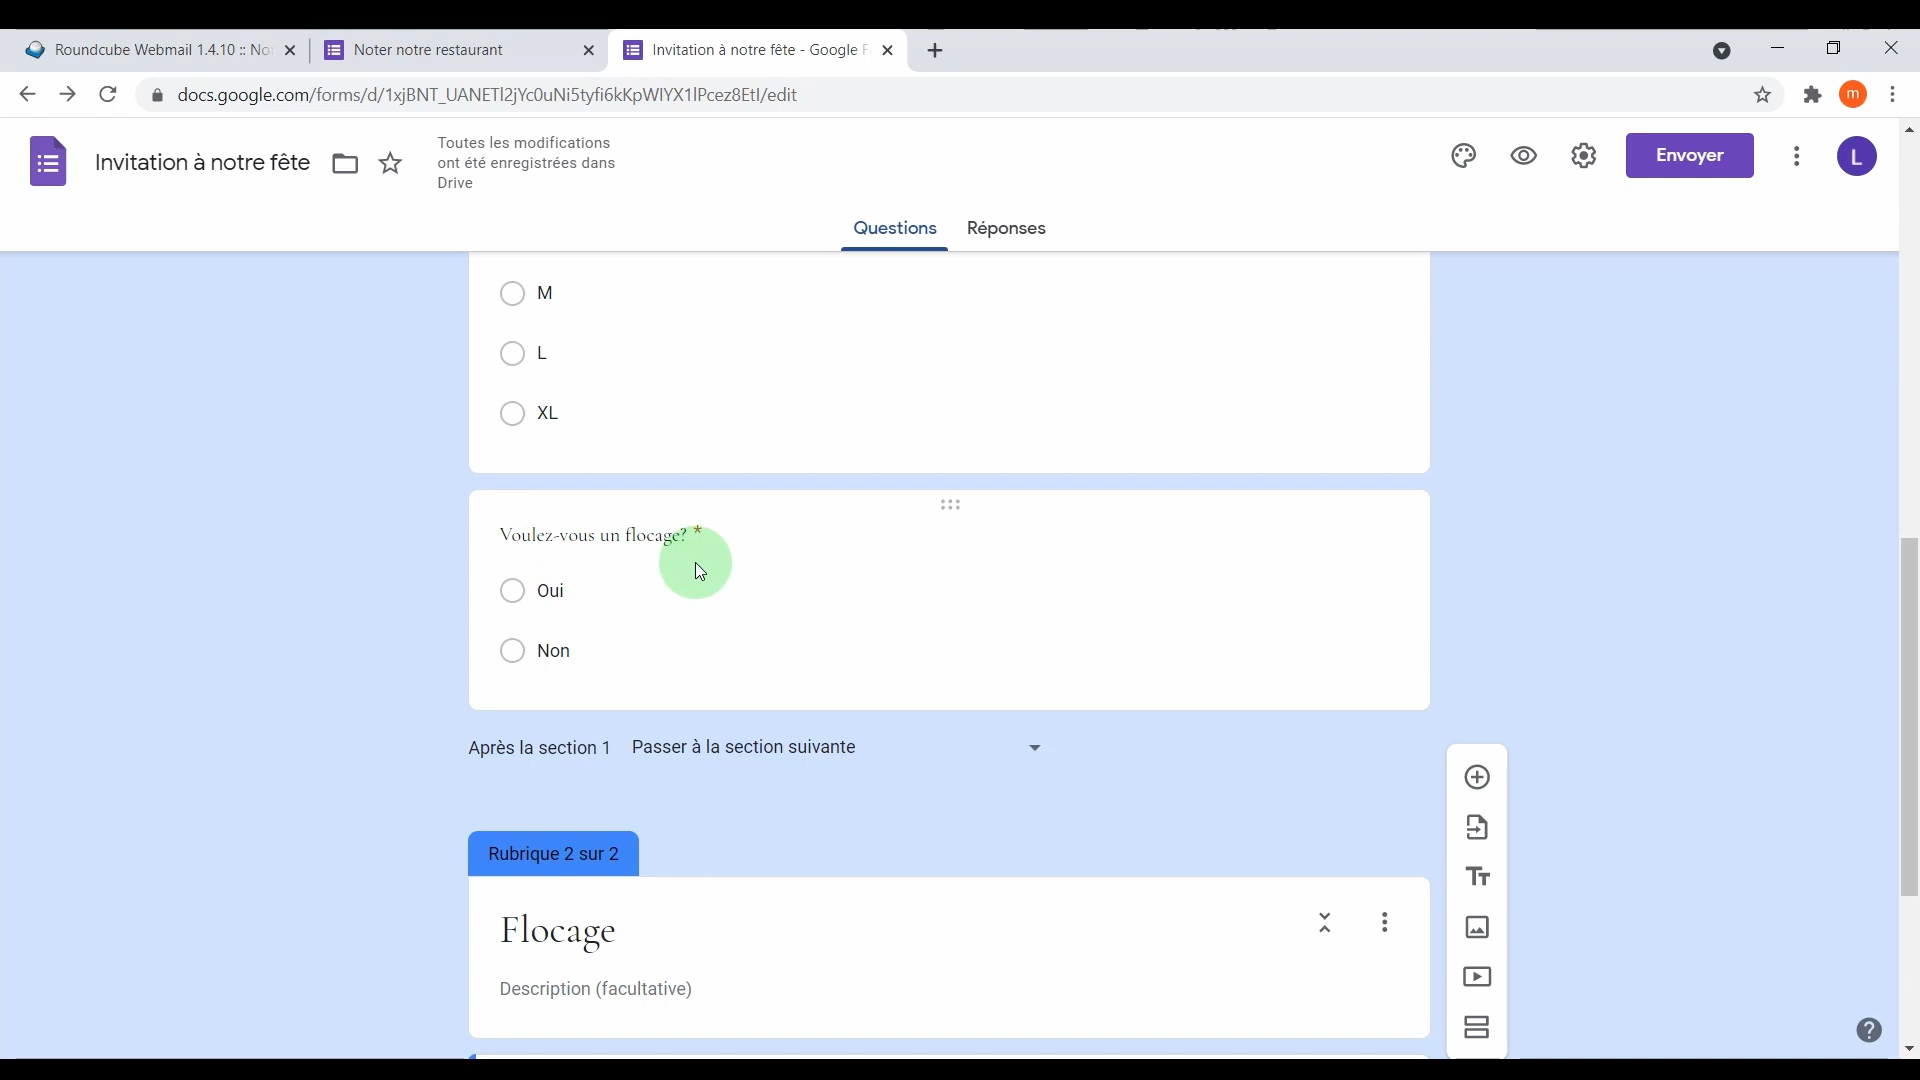 Roundcube Webmail 1.4.10 :: No
Noter notre restaurant
Invitation à notre fête - Google F
docs.google.com/forms/d/1xjBNT_UANETl2jYc0uNi5tyfi6kKpWIYX1lPcez8EtI/edit
m
Invitation à notre fête
Toutes les modifications
ont été enregistrées dans
Drive
Envoyer
L
Questions
Réponses
M
L
XL
Voulez-vous un flocage? *
Oui
Non
Après la section 1 Passer à la section suivante
Rubrique 2 sur 2
Flocage
Description (facultative)